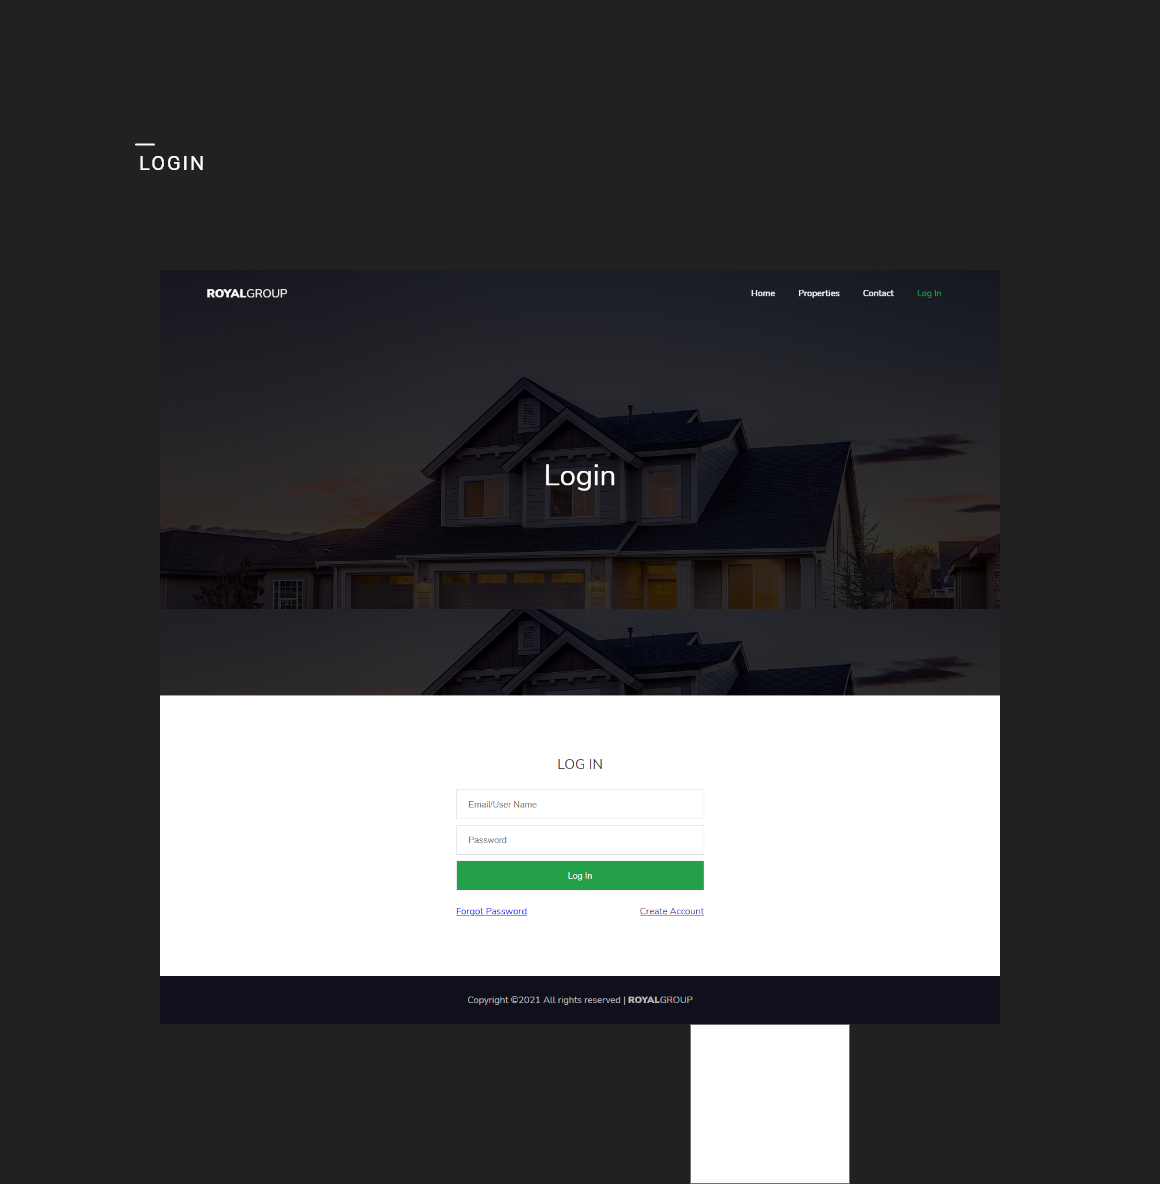 LOGIN
ROYALGROUP Home Properties Contact Log In
Login
LOG IN
Email/User Name
Password
Log In
Forgot Password Create Account
Copyright ©2021 All rights reserved | ROYALGROUP